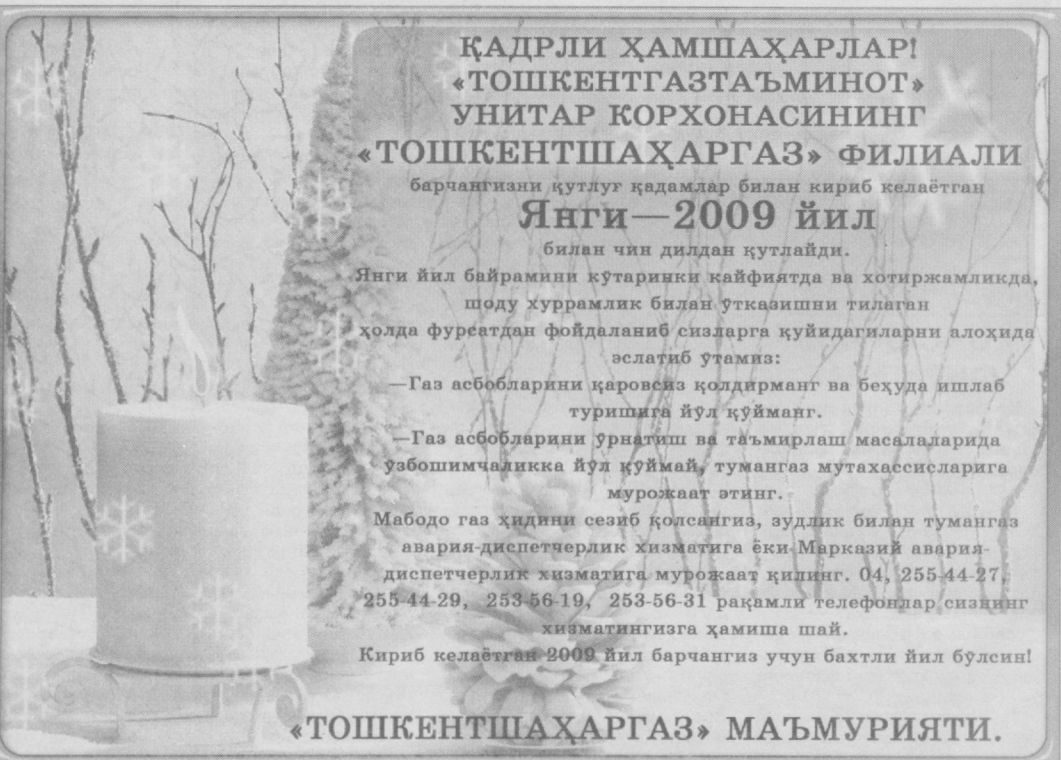 ҚАДРЛИ ҲАМШАҲАРЛАР!
«ТОШКЕНТГАЗТАЪМИНОТ»
УНИТАР КОРХОНАСИНИНГ
«ТОШКЕНТШАҲАРГАЗ» ФИЛИАЛИ
барчангизни қутлуғ қадамлар билан кириб келаётган
Янги—2009 йил
билан чин дилдан қутлайди.
Янги йил байрамини кўтаринки кайфиятда ва хотиржамликда,
шоду хуррамлик билан ўтказишни тилаган
ҳолда фурсатдан фойдаланиб сизларга қуйидагиларни алоҳида
эслатиб ўтамиз:
—Газ асбобларини қаровсиз қолдирманг ва беҳуда ишлаб
туришига йўл қўйманг.
—Газ асбобларини ўрнатиш ва таъмирлаш масалаларида
ўзбошимчаликка йўл қўймай, тумангаз мутахассисларига
мурожаат этинг.
Мабодо газ ҳидини сезиб қолсангиз, зудлик билан тумангаз
авария-диспетчерлик хизматига ёки Марказий авария-
диспетчерлик хизматига мурожаат қилинг. 04, 255-44-27,
255-44-29, 253-56-19, 253-56-31 рақамли телефонлар сизнинг
хизматингизга ҳамиша шай.
Кириб келаётган 2009 йил барчангиз учун бахтли йил бўлсин!
«ТОШКЕНТШАҲАРГАЗ» МАЪМУРИЯТИ.